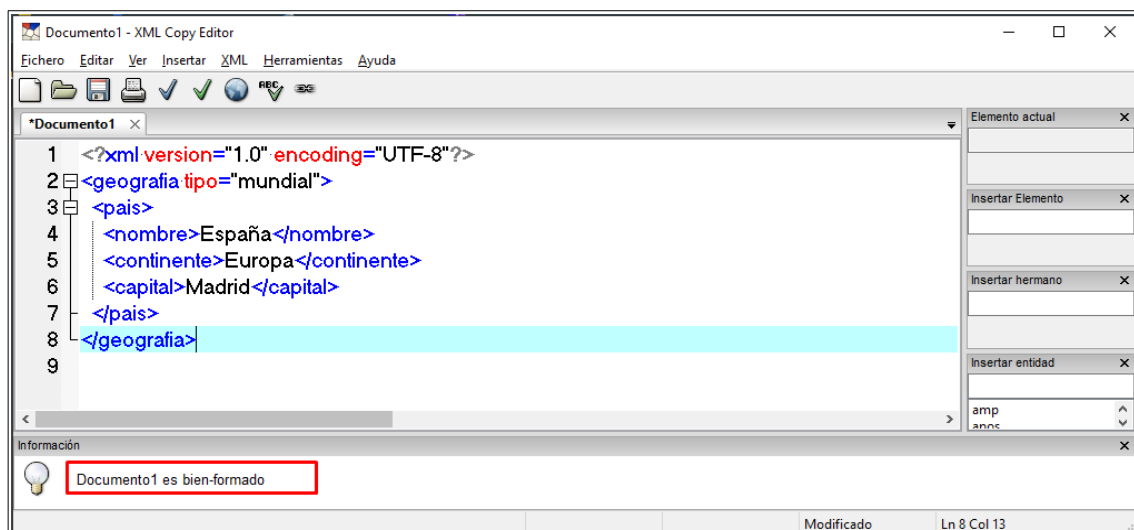 Documento1 - XML Copy Editor
Fichero Editar Ver Insertar XML Herramientas Ayuda
ABC
*Documento1
1 <?xml version="1.0" encoding="UTF-8"?>
2 <geografia tipo="mundial">
3 <pais>
4 <nombre>España</nombre>
5 <continente>Europa</continente>
6 <capital>Madrid</capital>
7 </pais>
8 </geografia>
9
Elemento actual
Insertar Elemento
Insertar hermano
Insertar entidad
amp
anos
Información
Documento1 es bien-formado
Modificado Ln 8 Col 13